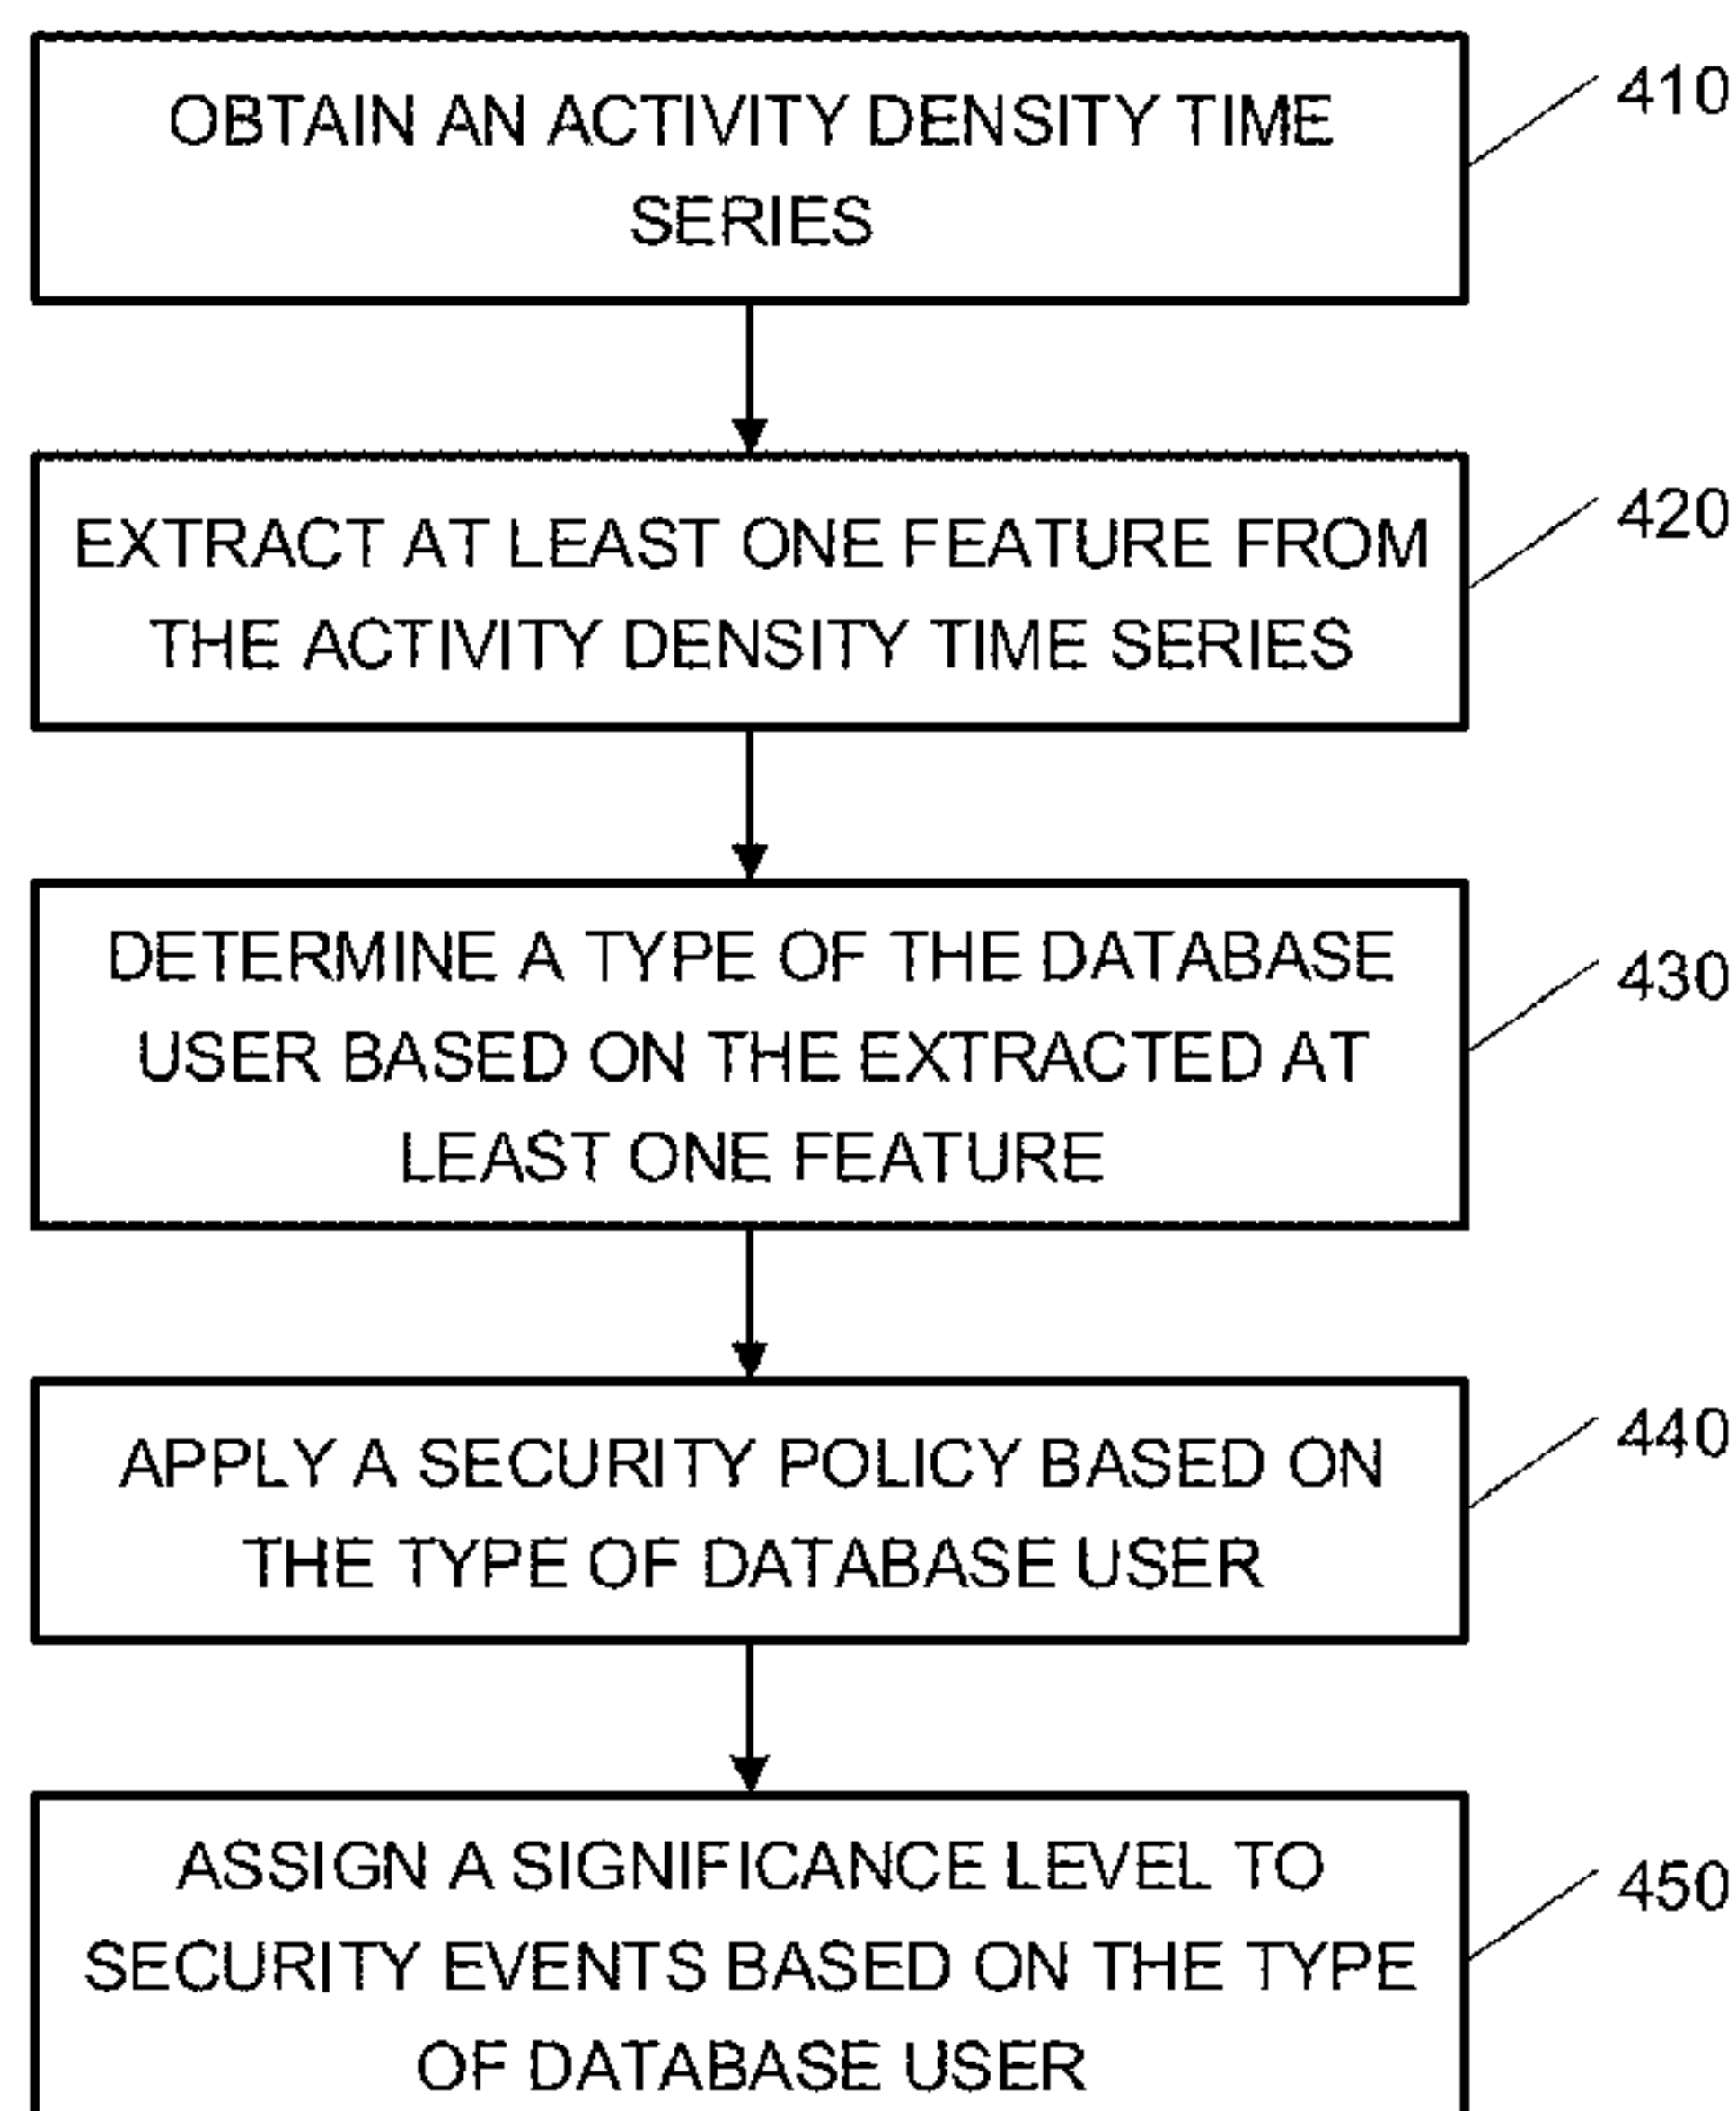 OBTAIN AN ACTIVITY DENSITY TIME
SERIES
410
EXTRACT AT LEAST ONE FEATURE FROM
THE ACTIVITY DENSITY TIME SERIES
420
DETERMINE A TYPE OF THE DATABASE
USER BASED ON THE EXTRACTED AT
LEAST ONE FEATURE
430
APPLY A SECURITY POLICY BASED ON
THE TYPE OF DATABASE USER
440
ASSIGN A SIGNIFICANCE LEVEL TO
SECURITY EVENTS BASED ON THE TYPE
OF DATABASE USER
450